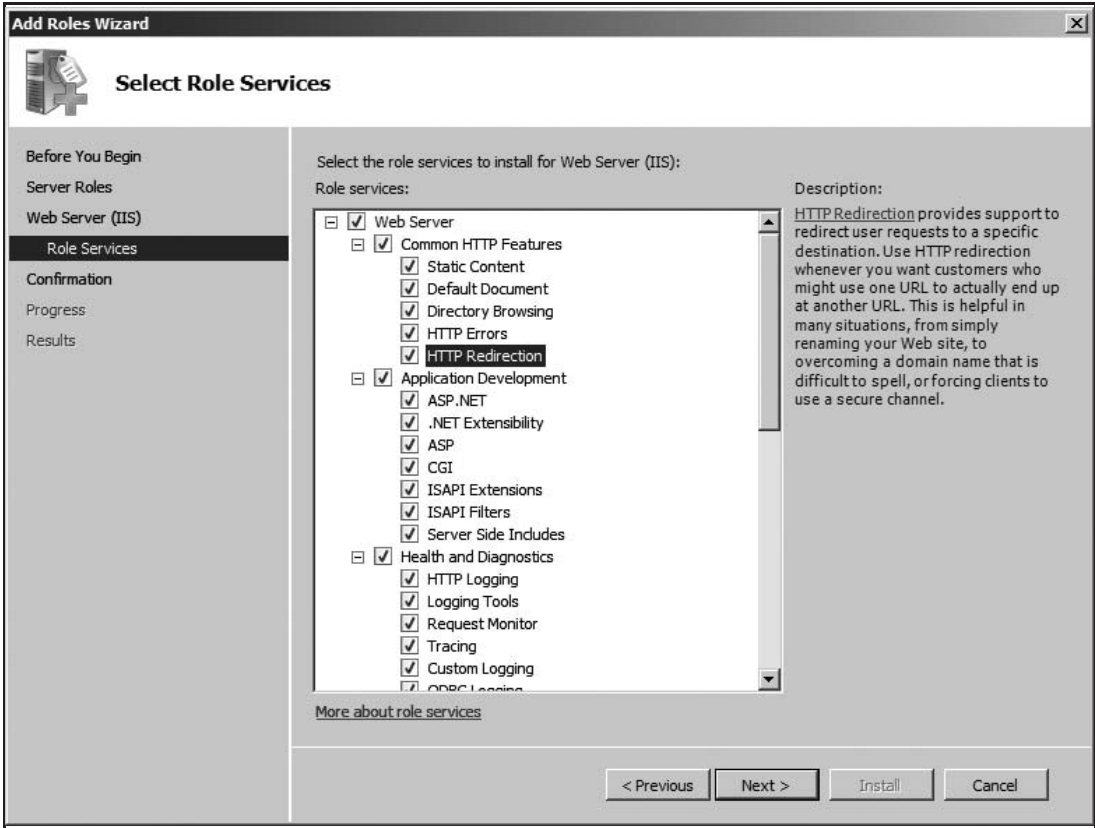 Add Roles Wizard
Select Role Services
Before You Begin
Server Roles
Web Server (IIS)
Role Services
Confirmation
Progress
Results
Select the role services to install for Web Server (IIS):
Role services:
Web Server
Common HTTP Features
Static Content
Default Document
Directory Browsing
HTTP Errors
HTTP Redirection
Application Development
ASP.NET
.NET Extensibility
ASP
CGI
ISAPI Extensions
ISAPI Filters
Server Side Includes
Health and Diagnostics
HTTP Logging
Logging Tools
Request Monitor
Tracing
Custom Logging
ODBC Logging
More about role services
Description:
HTTP Redirection provides support to
redirect user requests to a specific
destination. Use HTTP redirection
whenever you want customers who
might use one URL to actually end up
at another URL. This is helpful in
many situations, from simply
renaming your Web site, to
overcoming a domain name that is
difficult to spell, or forcing clients to
use a secure channel.
< Previous
Next >
Install
Cancel